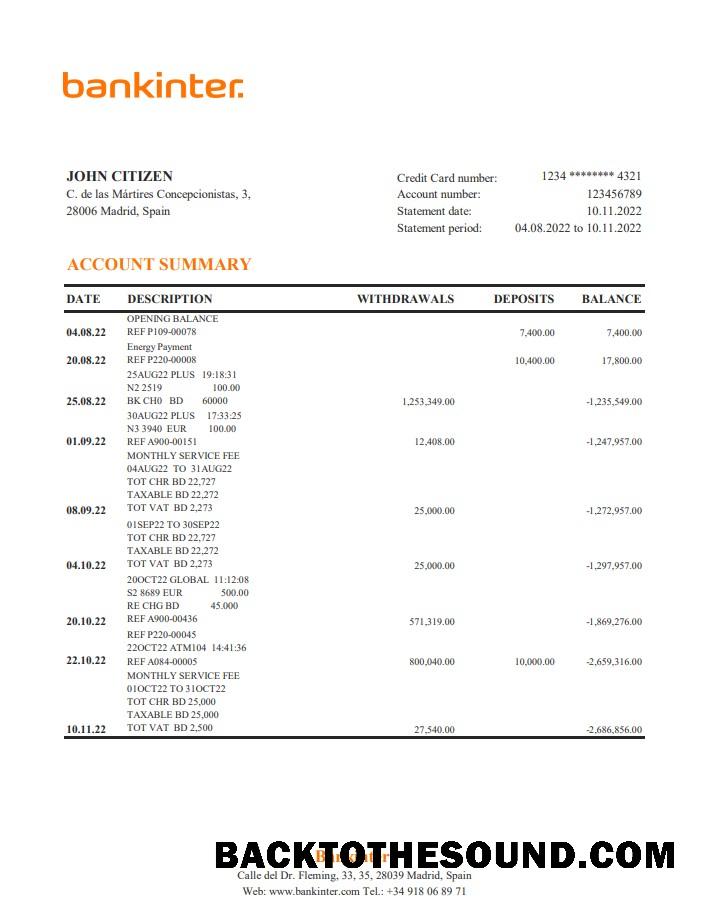 bankinter.
JOHN CITIZEN
C. de las Mártires Concepcionistas, 3,
28006 Madrid, Spain
Credit Card number: 1234 ******** 4321
Account number: 123456789
Statement date: 10.11.2022
Statement period: 04.08.2022 to 10.11.2022
ACCOUNT SUMMARY
DATE DESCRIPTION WITHDRAWALS DEPOSITS BALANCE
OPENING BALANCE
04.08.22 REF P109-00078 7,400.00 7,400.00
Energy Payment
20.08.22 REF P220-00008 10,400.00 17,800.00
25AUG22 PLUS 19:18:31
N2 2519 100.00
25.08.22 BK CH0 BD 60000 1,253,349.00 -1,235,549.00
30AUG22 PLUS 17:33:25
N3 3940 EUR 100.00
01.09.22 REF A900-00151 12,408.00 -1,247,957.00
MONTHLY SERVICE FEE
04AUG22 TO 31AUG22
TOT CHR BD 22,727
TAXABLE BD 22,272
08.09.22 TOT VAT BD 2,273 25,000.00 -1,272,957.00
01SEP22 TO 30SEP22
TOT CHR BD 22,727
TAXABLE BD 22,272
04.10.22 TOT VAT BD 2,273 25,000.00 -1,297,957.00
20OCT22 GLOBAL 11:12:08
S2 8689 EUR 500.00
RE CHG BD 45.000
20.10.22 REF A900-00436 571,319.00 -1,869,276.00
REF P220-00045
22OCT22 ATM104 14:41:36
22.10.22 REF A084-00005 800,040.00 10,000.00 -2,659,316.00
MONTHLY SERVICE FEE
01OCT22 TO 31OCT22
TOT CHR BD 25,000
TAXABLE BD 25,000
10.11.22 TOT VAT BD 2,500 27,540.00 -2,686,856.00
Bankinter
BACKTOTHESOUND.COM
Calle del Dr. Fleming, 33, 35, 28039 Madrid, Spain
Web: www.bankinter.com Tel.: +34 918 06 89 71